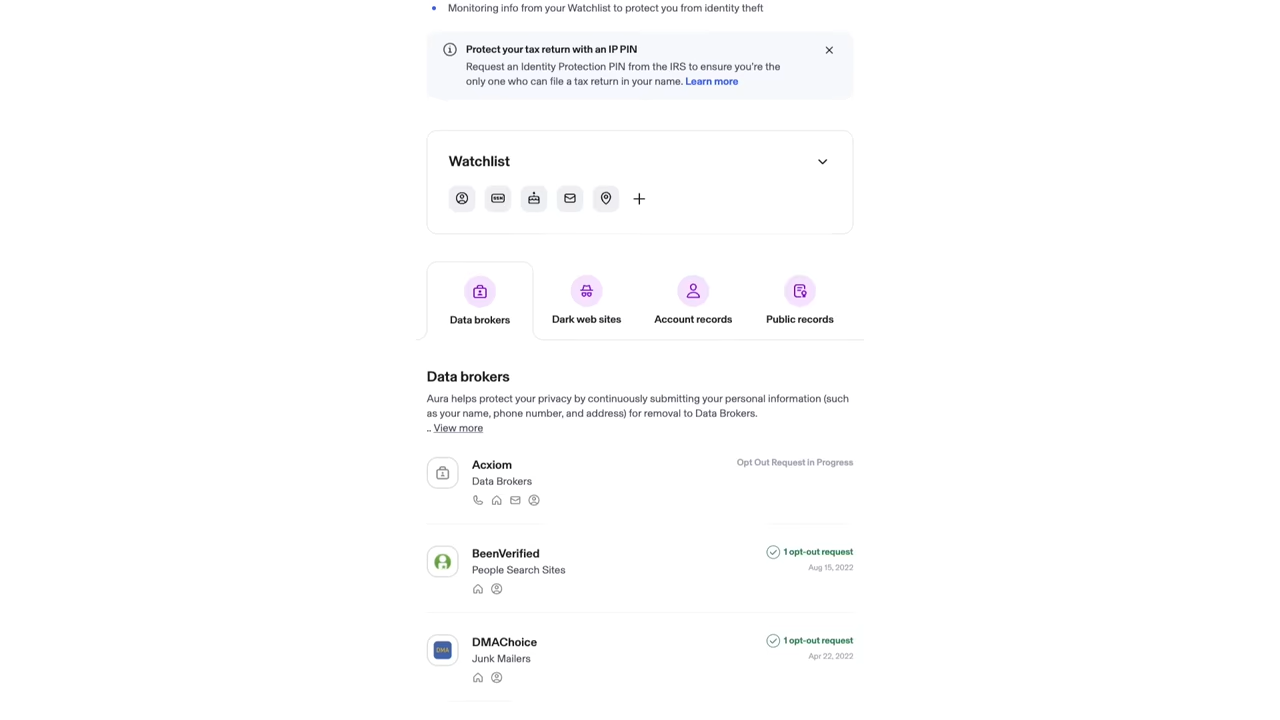 Monitoring info from your Watchlist to protect you from identity theft
Protect your tax return with an IP PIN
Request an Identity Protection PIN from the IRS to ensure you're the
only one who can file a tax return in your name. Learn more
Watchlist
SSN
Data brokers
Dark web sites
Account records
Public records
Data brokers
Aura helps protect your privacy by continuously submitting your personal information (such
as your name, phone number, and address) for removal to Data Brokers.
.. View more
Acxiom
Opt Out Request in Progress
Data Brokers
BeenVerified
1 opt-out request
People Search Sites
Aug 15, 2022
DMAChoice
1 opt-out request
DMA
Junk Mailers
Apr 22, 2022